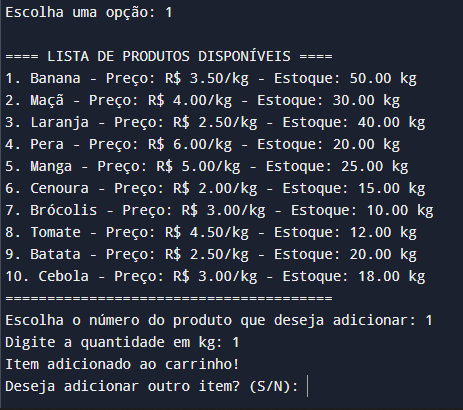 Escolha uma opção: 1
==== LISTA DE PRODUTOS DISPONÍVEIS ====
1. Banana - Preço: R$ 3.50/kg - Estoque: 50.00 kg
2. Maçã - Preço: R$ 4.00/kg - Estoque: 30.00 kg
3. Laranja - Preço: R$ 2.50/kg - Estoque: 40.00 kg
4. Pera - Preço: R$ 6.00/kg - Estoque: 20.00 kg
5. Manga - Preço: R$ 5.00/kg - Estoque: 25.00 kg
6. Cenoura - Preço: R$ 2.00/kg - Estoque: 15.00 kg
7. Brócolis - Preço: R$ 3.00/kg - Estoque: 10.00 kg
8. Tomate - Preço: R$ 4.50/kg - Estoque: 12.00 kg
9. Batata - Preço: R$ 2.50/kg - Estoque: 20.00 kg
10. Cebola - Preço: R$ 3.00/kg - Estoque: 18.00 kg
=======================================
Escolha o número do produto que deseja adicionar: 1
Digite a quantidade em kg: 1
Item adicionado ao carrinho!
Deseja adicionar outro item? (S/N):